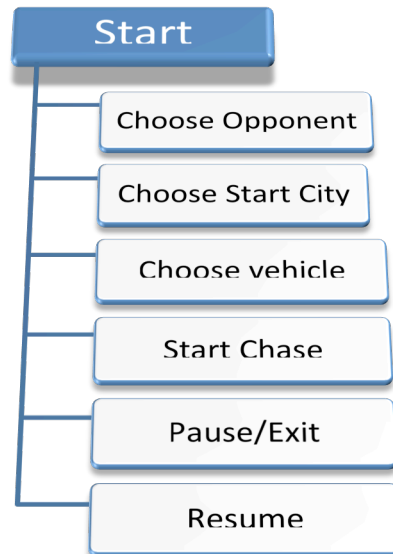 Start
Choose Opponent
Choose Start City
Choose vehicle
Start Chase
Pause/Exit
Resume